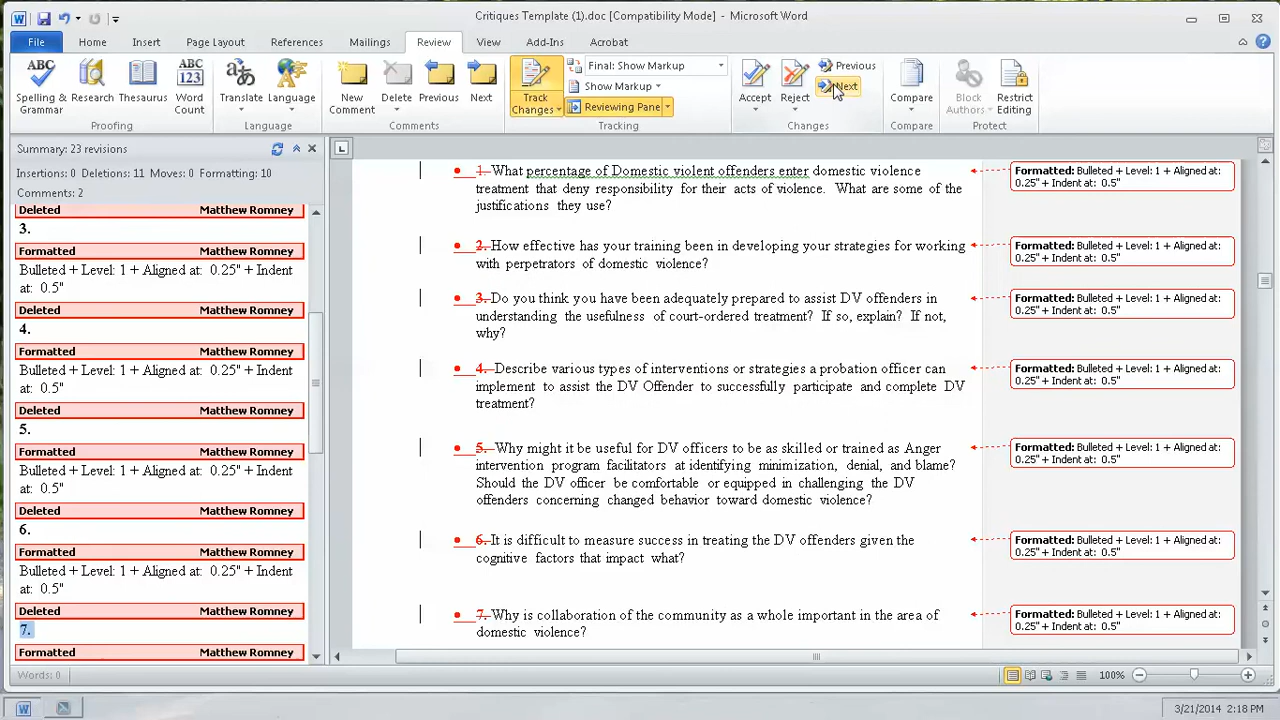 Critiques Template (1).doc [Compatibility Mode] - Microsoft Word
File Home Insert Page Layout References Mailings Review View Add-Ins Acrobat
ABC Spelling & Grammar
Research
Thesaurus
ABC 123 Word Count
Proofing
Translate
Language
Language
New Comment
Delete
Previous
Next
Comments
Track Changes
Final: Show Markup
Show Markup
Reviewing Pane
Tracking
Accept
Reject
Previous
Next
Changes
Compare
Compare
Block Authors
Restrict Editing
Protect
Summary: 23 revisions
Insertions: 0 Deletions: 11 Moves: 0 Formatting: 10
Comments: 2
Deleted Matthew Romney
3.
Formatted Matthew Romney
Bulleted + Level: 1 + Aligned at: 0.25" + Indent
at: 0.5"
Deleted Matthew Romney
4.
Formatted Matthew Romney
Bulleted + Level: 1 + Aligned at: 0.25" + Indent
at: 0.5"
Deleted Matthew Romney
5.
Formatted Matthew Romney
Bulleted + Level: 1 + Aligned at: 0.25" + Indent
at: 0.5"
Deleted Matthew Romney
6.
Formatted Matthew Romney
Bulleted + Level: 1 + Aligned at: 0.25" + Indent
at: 0.5"
Deleted Matthew Romney
7.
Formatted Matthew Romney
• 1. What percentage of Domestic violent offenders enter domestic violence
treatment that deny responsibility for their acts of violence. What are some of the
justifications they use?
• 2. How effective has your training been in developing your strategies for working
with perpetrators of domestic violence?
• 3. Do you think you have been adequately prepared to assist DV offenders in
understanding the usefulness of court-ordered treatment? If so, explain? If not,
why?
• 4. Describe various types of interventions or strategies a probation officer can
implement to assist the DV Offender to successfully participate and complete DV
treatment?
• 5. Why might it be useful for DV officers to be as skilled or trained as Anger
intervention program facilitators at identifying minimization, denial, and blame?
Should the DV officer be comfortable or equipped in challenging the DV
offenders concerning changed behavior toward domestic violence?
• 6. It is difficult to measure success in treating the DV offenders given the
cognitive factors that impact what?
• 7. Why is collaboration of the community as a whole important in the area of
domestic violence?
Formatted: Bulleted + Level: 1 + Aligned at:
0.25" + Indent at: 0.5"
Formatted: Bulleted + Level: 1 + Aligned at:
0.25" + Indent at: 0.5"
Formatted: Bulleted + Level: 1 + Aligned at:
0.25" + Indent at: 0.5"
Formatted: Bulleted + Level: 1 + Aligned at:
0.25" + Indent at: 0.5"
Formatted: Bulleted + Level: 1 + Aligned at:
0.25" + Indent at: 0.5"
Formatted: Bulleted + Level: 1 + Aligned at:
0.25" + Indent at: 0.5"
Formatted: Bulleted + Level: 1 + Aligned at:
0.25" + Indent at: 0.5"
Words: 0
100%
3/21/2014 2:18 PM